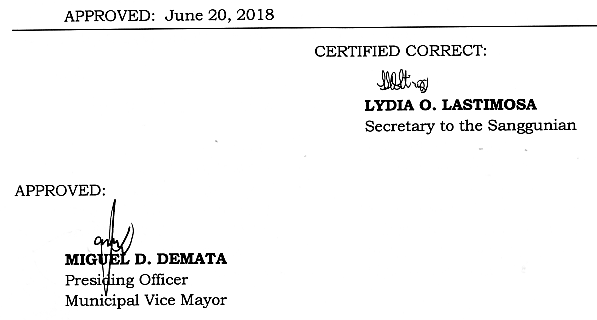 APPROVED: June 20, 2018
CERTIFIED CORRECT:
LYDIA O. LASTIMOSA
Secretary to the Sanggunian
APPROVED:
MIGUEL D. DEMATA
Presiding Officer
Municipal Vice Mayor